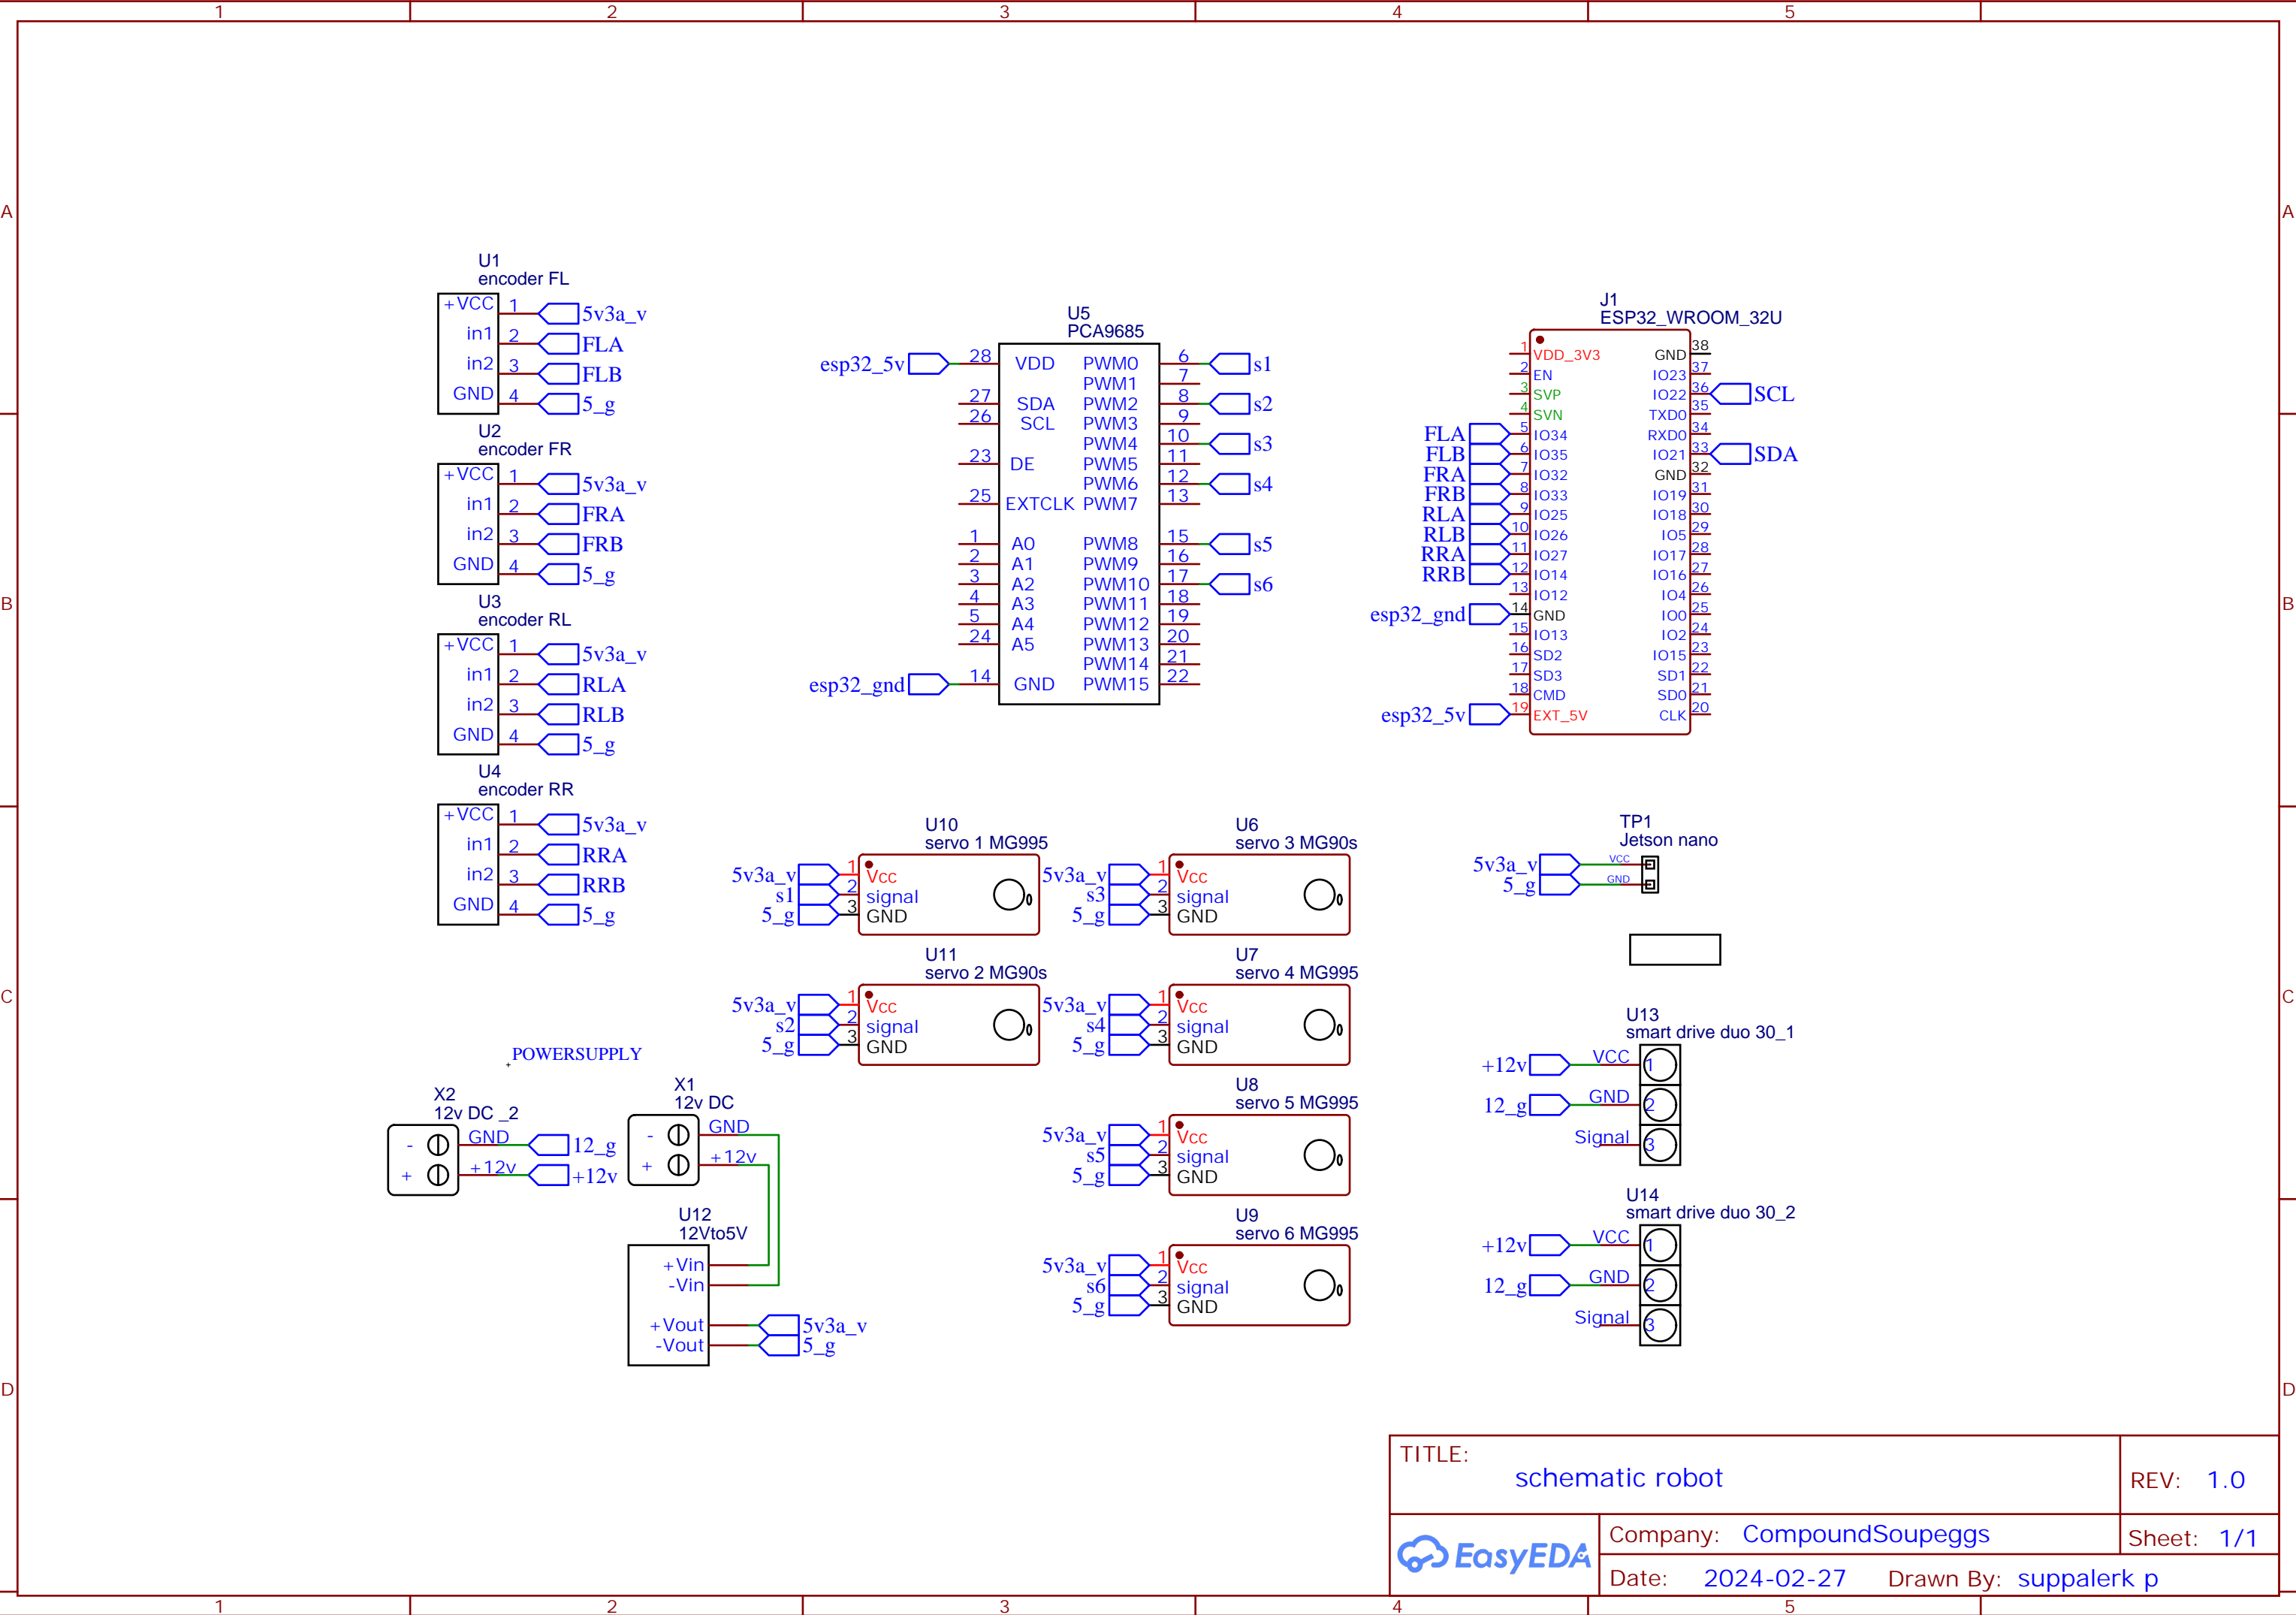 1 2 3 4 5
A A
B B
C C
D D
U1
encoder FL
+VCC 1 5v3a_v
in1 2 FLA
in2 3 FLB
GND 4 5_g
U2
encoder FR
+VCC 1 5v3a_v
in1 2 FRA
in2 3 FRB
GND 4 5_g
U3
encoder RL
+VCC 1 5v3a_v
in1 2 RLA
in2 3 RLB
GND 4 5_g
U4
encoder RR
+VCC 1 5v3a_v
in1 2 RRA
in2 3 RRB
GND 4 5_g
U5
PCA9685
esp32_5v 28 VDD PWM0 6 s1
PWM1 7
27 SDA PWM2 8 s2
26 SCL PWM3 9
PWM4 10 s3
23 DE PWM5 11
PWM6 12 s4
25 EXTCLK PWM7 13
1 A0 PWM8 15 s5
2 A1 PWM9 16
3 A2 PWM10 17 s6
4 A3 PWM11 18
5 A4 PWM12 19
24 A5 PWM13 20
PWM14 21
esp32_gnd 14 GND PWM15 22
J1
ESP32_WROOM_32U
1 VDD_3V3 GND 38
2 EN IO23 37
3 SVP IO22 36 SCL
4 SVN TXD0 35
FLA 5 IO34 RXD0 34
FLB 6 IO35 IO21 33 SDA
FRA 7 IO32 GND 32
FRB 8 IO33 IO19 31
RLA 9 IO25 IO18 30
RLB 10 IO26 IO5 29
RRA 11 IO27 IO17 28
RRB 12 IO14 IO16 27
13 IO12 IO4 26
esp32_gnd 14 GND IO0 25
15 IO13 IO2 24
16 SD2 IO15 23
17 SD3 SD1 22
18 CMD SD0 21
esp32_5v 19 EXT_5V CLK 20
U10
servo 1 MG995
5v3a_v 1 Vcc
s1 2 signal
5_g 3 GND
U6
servo 3 MG90s
5v3a_v 1 Vcc
s3 2 signal
5_g 3 GND
TP1
Jetson nano
5v3a_v VCC
5_g GND
U11
servo 2 MG90s
5v3a_v 1 Vcc
s2 2 signal
5_g 3 GND
U7
servo 4 MG995
5v3a_v 1 Vcc
s4 2 signal
5_g 3 GND
U8
servo 5 MG995
5v3a_v 1 Vcc
s5 2 signal
5_g 3 GND
U9
servo 6 MG995
5v3a_v 1 Vcc
s6 2 signal
5_g 3 GND
U13
smart drive duo 30_1
+12v VCC 1
12_g GND 2
Signal 3
U14
smart drive duo 30_2
+12v VCC 1
12_g GND 2
Signal 3
POWERSUPPLY
X2
12v DC _2
- GND 12_g
+ +12v +12v
X1
12v DC
- GND
+ +12v
U12
12Vto5V
+Vin
-Vin
+Vout 5v3a_v
-Vout 5_g
TITLE:
schematic robot
REV: 1.0
EasyEDA
Company: CompoundSoupeggs
Sheet: 1/1
Date: 2024-02-27 Drawn By: suppalerk p
1 2 3 4 5